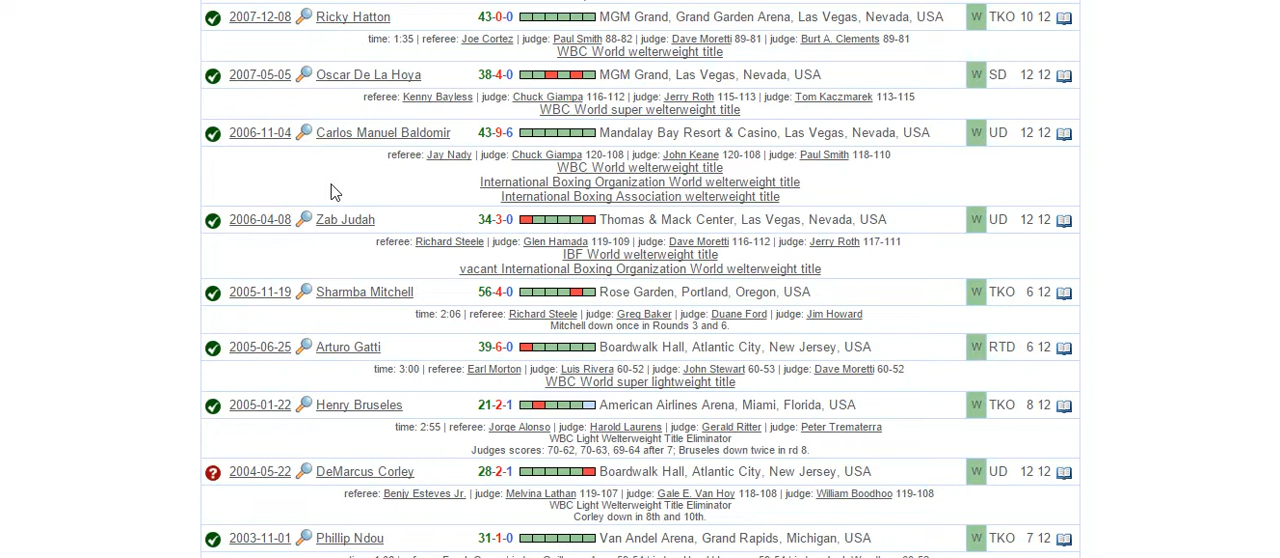 2007-12-08 Ricky Hatton 43-0-0 MGM Grand, Grand Garden Arena, Las Vegas, Nevada, USA W TKO 10 12
time: 1:35 | referee: Joe Cortez | judge: Paul Smith 88-82 | judge: Dave Moretti 89-81 | judge: Burt A. Clements 89-81
WBC World welterweight title
2007-05-05 Oscar De La Hoya 38-4-0 MGM Grand, Las Vegas, Nevada, USA W SD 12 12
referee: Kenny Bayless | judge: Chuck Giampa 116-112 | judge: Jerry Roth 115-113 | judge: Tom Kaczmarek 113-115
WBC World super welterweight title
2006-11-04 Carlos Manuel Baldomir 43-9-6 Mandalay Bay Resort & Casino, Las Vegas, Nevada, USA W UD 12 12
referee: Jay Nady | judge: Chuck Giampa 120-108 | judge: John Keane 120-108 | judge: Paul Smith 118-110
WBC World welterweight title
International Boxing Organization World welterweight title
International Boxing Association welterweight title
2006-04-08 Zab Judah 34-3-0 Thomas & Mack Center, Las Vegas, Nevada, USA W UD 12 12
referee: Richard Steele | judge: Glen Hamada 119-109 | judge: Dave Moretti 116-112 | judge: Jerry Roth 117-111
IBF World welterweight title
vacant International Boxing Organization World welterweight title
2005-11-19 Sharmba Mitchell 56-4-0 Rose Garden, Portland, Oregon, USA W TKO 6 12
time: 2:06 | referee: Richard Steele | judge: Greg Baker | judge: Duane Ford | judge: Jim Howard
Mitchell down once in Rounds 3 and 6.
2005-06-25 Arturo Gatti 39-6-0 Boardwalk Hall, Atlantic City, New Jersey, USA W RTD 6 12
time: 3:00 | referee: Earl Morton | judge: Luis Rivera 60-52 | judge: John Stewart 60-53 | judge: Dave Moretti 60-52
WBC World super lightweight title
2005-01-22 Henry Bruseles 21-2-1 American Airlines Arena, Miami, Florida, USA W TKO 8 12
time: 2:55 | referee: Jorge Alonso | judge: Harold Laurens | judge: Gerald Ritter | judge: Peter Trematerra
WBC Light Welterweight Title Eliminator
Judges scores: 70-62, 70-63, 69-64 after 7; Bruseles down twice in rd 8.
2004-05-22 DeMarcus Corley 28-2-1 Boardwalk Hall, Atlantic City, New Jersey, USA W UD 12 12
referee: Benjy Esteves Jr. | judge: Melvina Lathan 119-107 | judge: Gale E. Van Hoy 118-108 | judge: William Boodhoo 119-108
WBC Light Welterweight Title Eliminator
Corley down in 8th and 10th.
2003-11-01 Phillip Ndou 31-1-0 Van Andel Arena, Grand Rapids, Michigan, USA W TKO 7 12